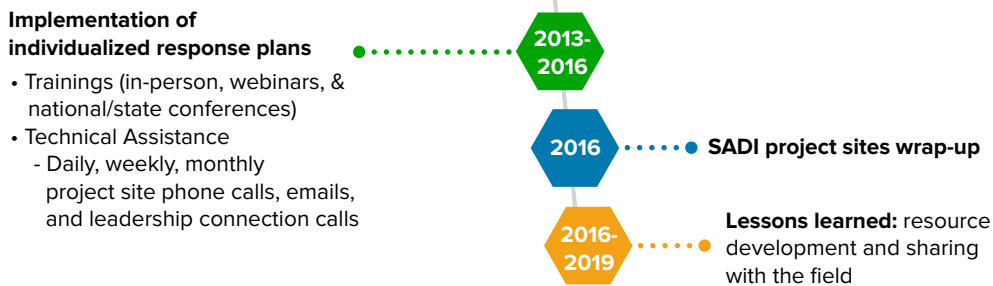 Implementation of
individualized response plans
• Trainings (in-person, webinars, &
national/state conferences)
• Technical Assistance
- Daily, weekly, monthly
project site phone calls, emails,
and leadership connection calls
2013-
2016
2016
SADI project sites wrap-up
2016-
2019
Lessons learned: resource
development and sharing
with the field